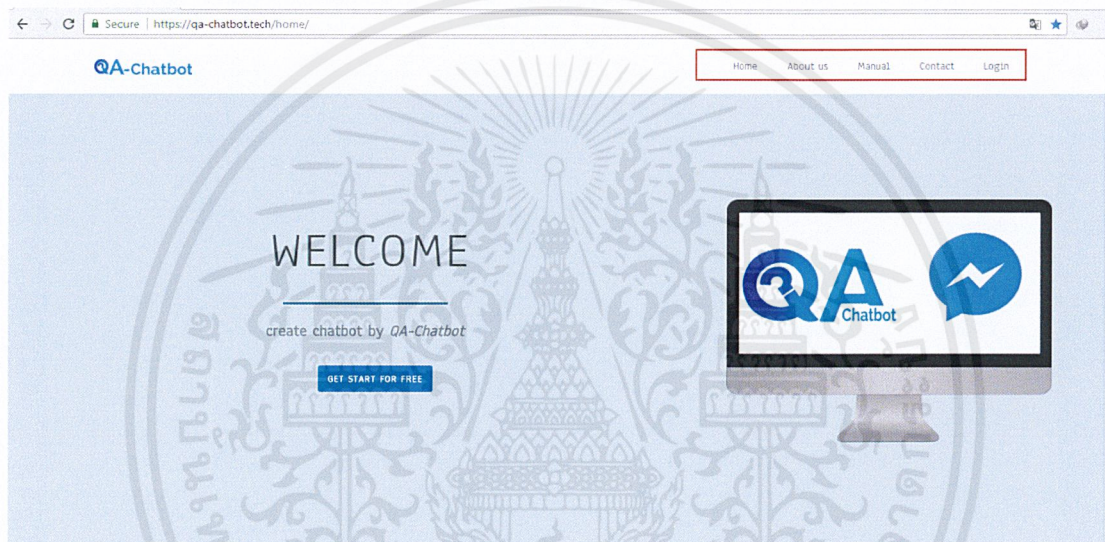 Secure | https://qa-chatbot.tech/home/
QA-Chatbot
Home About us Manual Contact Login
WELCOME
create chatbot by QA-Chatbot
GET START FOR FREE
QA
Chatbot